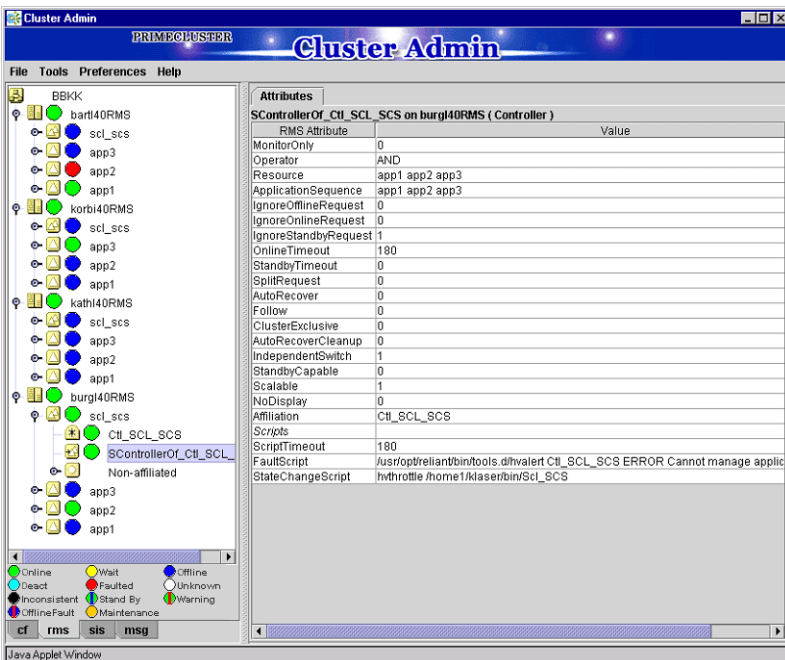 Cluster Admin
PRIMECLUSTER
Cluster Admin
File Tools Preferences Help
BBKK
bartl40RMS
scl_scs
app3
app2
app1
korbi40RMS
scl_scs
app3
app2
app1
kathl40RMS
scl_scs
app3
app2
app1
burgl40RMS
scl_scs
Ctl_SCL_SCS
SControllerOf_Ctl_SCL_
Non-affiliated
app3
app2
app1
Online Wait Offline
Deact Faulted Unknown
Inconsistent Stand By Warning
OfflineFault Maintenance
cf rms sis msg
Attributes
SControllerOf_Ctl_SCL_SCS on burgl40RMS ( Controller )
RMS Attribute Value
MonitorOnly 0
Operator AND
Resource app1 app2 app3
ApplicationSequence app1 app2 app3
IgnoreOfflineRequest 0
IgnoreOnlineRequest 0
IgnoreStandbyRequest 1
OnlineTimeout 180
StandbyTimeout 0
SplitRequest 0
AutoRecover 0
Follow 0
ClusterExclusive 0
AutoRecoverCleanup 0
IndependentSwitch 1
StandbyCapable 0
Scalable 1
NoDisplay 0
Affiliation Ctl_SCL_SCS
Scripts
ScriptTimeout 180
FaultScript /usr/opt/reliant/bin/tools.d/hvalert Ctl_SCL_SCS ERROR Cannot manage applic
StateChangeScript hvthrottle /home1/klaser/bin/Scl_SCS
Java Applet Window